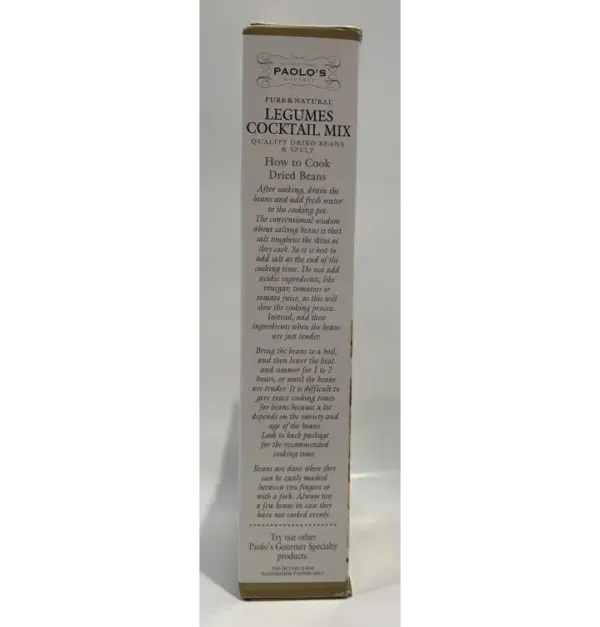 PAOLO'S
PURE & NATURAL
LEGUMES
COCKTAIL MIX
QUALITY DRIED BEANS
& SPELT
How to Cook
Dried Beans
After soaking, drain the
beans and add fresh water
to the cooking pot.
The conventional wisdom
about salting beans is that
salt toughens the skins as
they cook. So it is best to
add salt at the end of the
cooking time. Do not add
acidic ingredients, like
vinegar, tomatoes or
tomato juice, as this will
slow the cooking process.
Instead, add these
ingredients when the beans
are just tender.
Bring the beans to a boil,
and then lower the heat
and simmer for 1 to 2
hours, or until the beans
are tender. It is difficult to
give exact cooking times
for beans because a lot
depends on the variety and
age of the beans
Look to back package
for the recommended
cooking time.
Beans are done when they
can be easily mashed
between two fingers or
with a fork. Always test
a few beans in case they
have not cooked evenly
Try our other
Paolo's Gourmet Specialty
products
THE PICTURE IS FOR
ILLUSTRATION PURPOSE ONLY